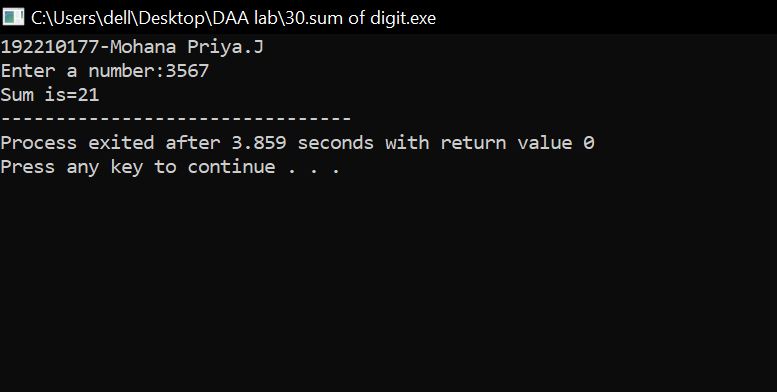 C:\Users\dell\Desktop\DAA lab\30.sum of digit.exe
192210177-Mohana Priya.J
Enter a number:3567
Sum is=21
--------------------------------
Process exited after 3.859 seconds with return value 0
Press any key to continue . . .